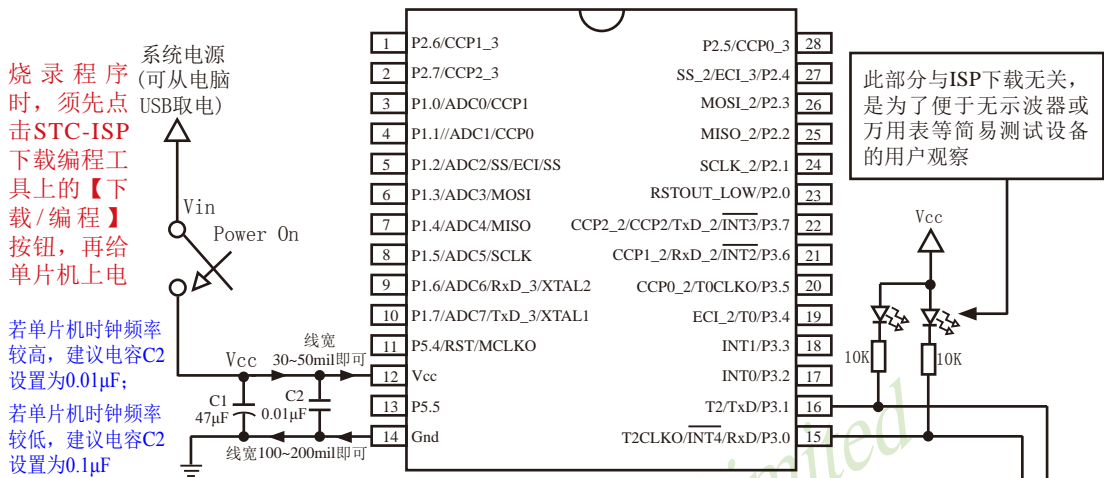 烧录程序
时，须先点
击STC-ISP
下载编程工
具上的【下
载/编程】
按钮，再给
单片机上电
若单片机时钟频率
较高，建议电容C2
设置为0.01μF；
若单片机时钟频率
较低，建议电容C2
设置为0.1μF
系统电源
(可从电脑
USB取电)
Vin
Power On
Vcc
线宽
30~50mil即可
C1
47μF
C2
0.01μF
线宽100~200mil即可
1 P2.6/CCP1_3
2 P2.7/CCP2_3
3 P1.0/ADC0/CCP1
4 P1.1//ADC1/CCP0
5 P1.2/ADC2/SS/ECI/SS
6 P1.3/ADC3/MOSI
7 P1.4/ADC4/MISO
8 P1.5/ADC5/SCLK
9 P1.6/ADC6/RxD_3/XTAL2
10 P1.7/ADC7/TxD_3/XTAL1
11 P5.4/RST/MCLKO
12 Vcc
13 P5.5
14 Gnd
P2.5/CCP0_3 28
SS_2/ECI_3/P2.4 27
MOSI_2/P2.3 26
MISO_2/P2.2 25
SCLK_2/P2.1 24
RSTOUT_LOW/P2.0 23
CCP2_2/CCP2/TxD_2/INT3/P3.7 22
CCP1_2/RxD_2/INT2/P3.6 21
CCP0_2/T0CLKO/P3.5 20
ECI_2/T0/P3.4 19
INT1/P3.3 18
INT0/P3.2 17
T2/TxD/P3.1 16
T2CLKO/INT4/RxD/P3.0 15
此部分与ISP下载无关，
是为了便于无示波器或
万用表等简易测试设备
的用户观察
Vcc
10K
10K
imited